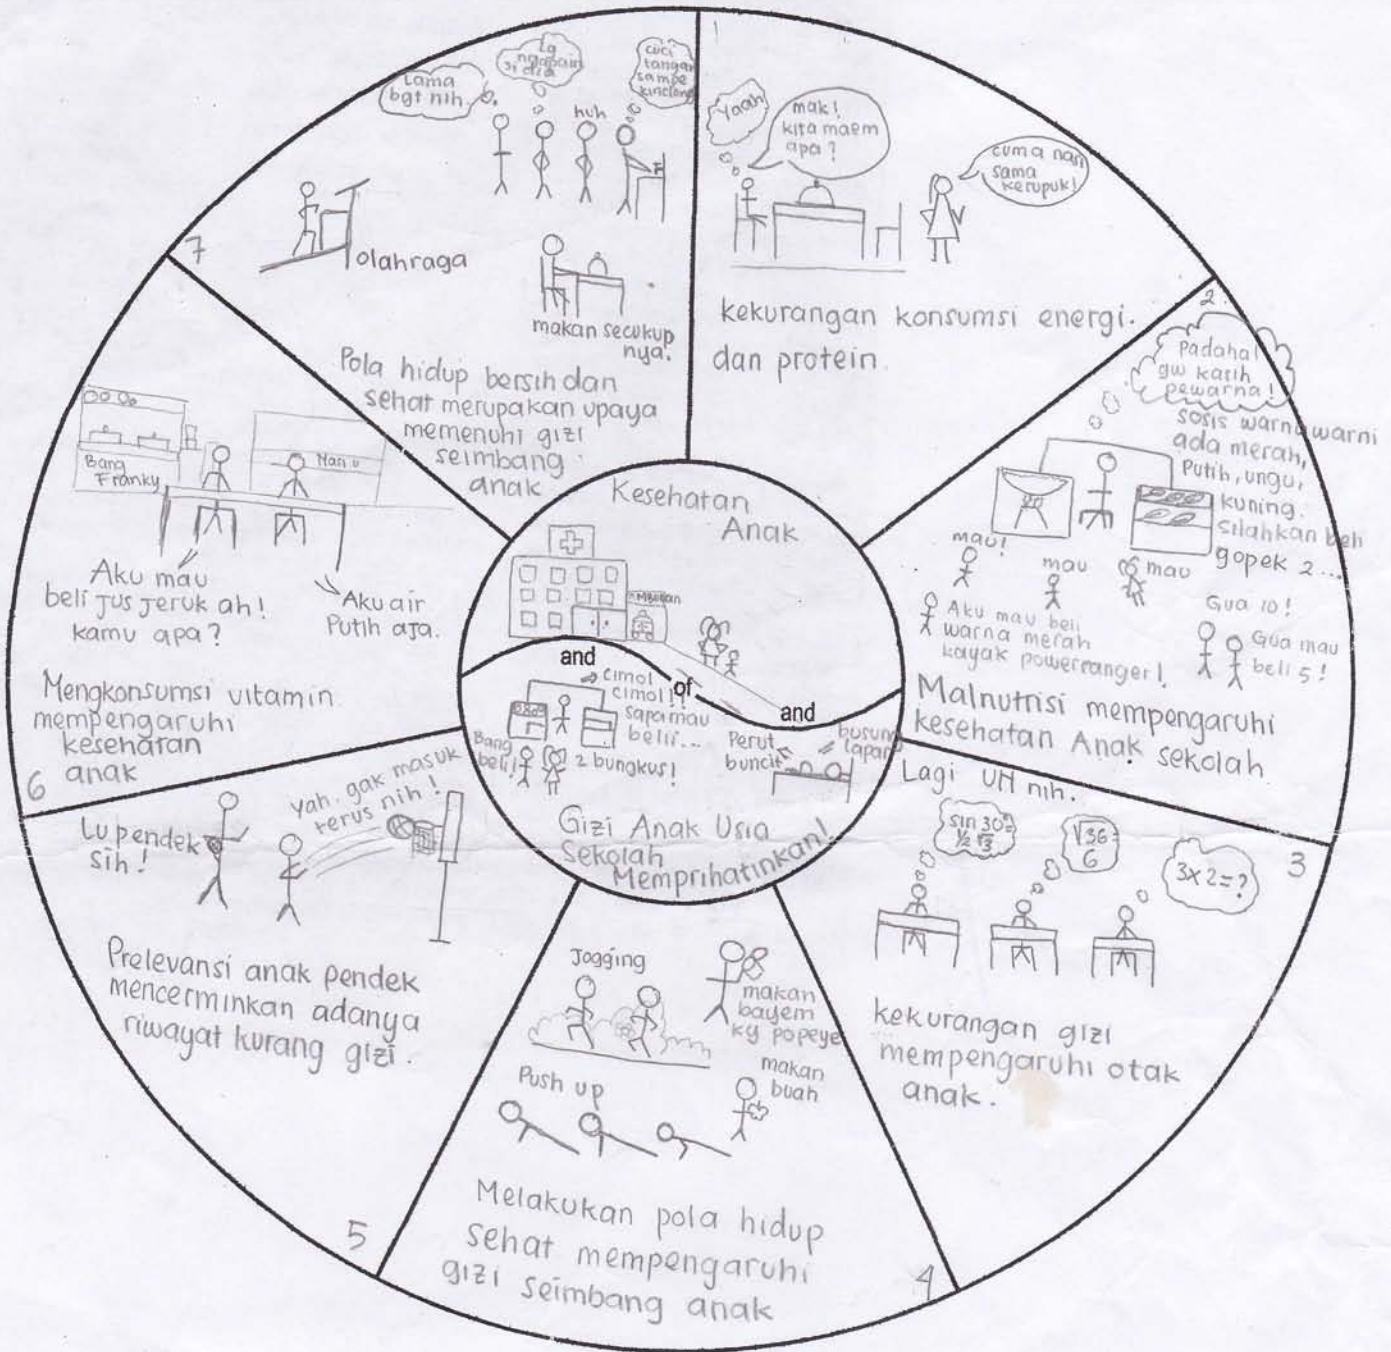 1
Yaah
mak!
kita maem
apa?
cuma nasi
sama
kerupuk!
kekurangan konsumsi energi.
dan protein.
2.
Padahal
gw kasih
pewarna!
sosis warna warni
ada merah,
Putih, ungu,
kuning.
Silahkan beli
gopek 2...
mau!
mau
mau
Aku mau beli
warna merah
kayak powerranger!
Gua 10!
Gua mau
beli 5!
Malnutrisi mempengaruhi
kesehatan Anak sekolah
3
Lagi UH nih.
sin 30=
½ √3
√36=
6
3x2=?
kekurangan gizi
mempengaruhi otak
anak.
4
Jogging
makan
bayem
ky popeye
Push up
makan
buah
Melakukan pola hidup
sehat mempengaruhi
gizi seimbang anak
5
Lu pendek
sih!
Yah. gak masuk
terus nih!
Prelevansi anak pendek
mencerminkan adanya
riwayat kurang gizi.
6
Bang
Franky
Aku mau
beli jus jeruk ah!
kamu apa?
Aku air
Putih aja.
Mengkonsumsi vitamin
mempengaruhi
kesehatan
anak
7
Lama
bgt nih
Lg
ngapain
si dia
huh
cuci
tangan
sampe
kinclong
olahraga
makan secukup
nya.
Pola hidup bersih dan
sehat merupakan upaya
memenuhi gizi
seimbang
anak
Kesehatan
Anak
and
of
and
cimol
cimol!!
sapa mau
belii...
Bang
beli!
2 bungkus!
Perut
buncit
busung
lapar
Gizi Anak Usia
Sekolah
Memprihatinkan!